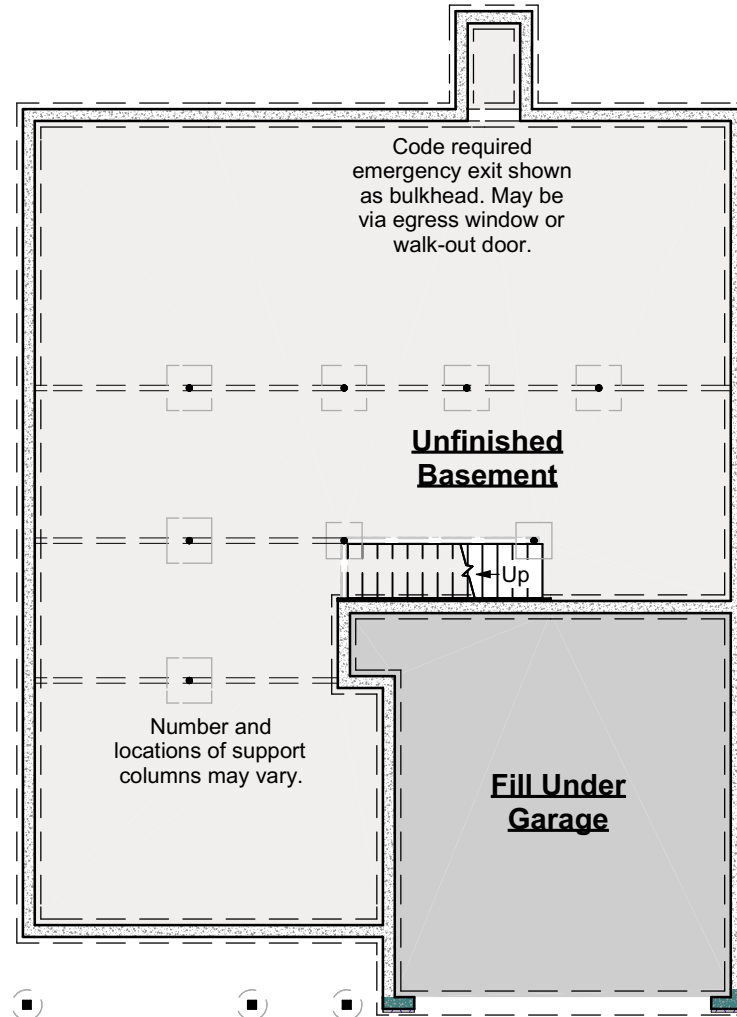 Code required
emergency exit shown
as bulkhead. May be
via egress window or
walk-out door.
Unfinished
Basement
Up
Number and
locations of support
columns may vary.
Fill Under
Garage